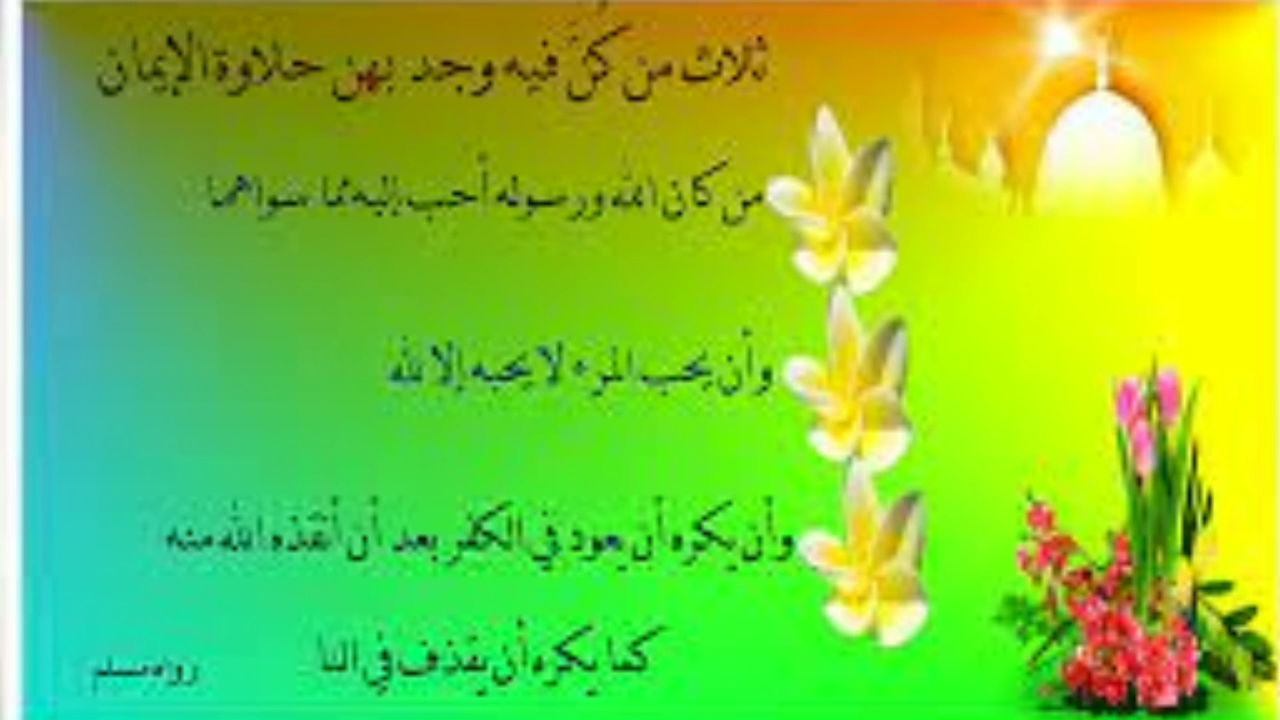 ثلاث من كُنَّ فيه وجد بهن حلاوة الإيمان
من كان الله ورسوله أحب إليه مما سواهما
وأن يحب المرء لا يحبه إلا لله
وأن يكره أن يعود في الكفر بعد أن أنقذه الله منه
كما يكره أن يقذف في النا
رواه مسلم